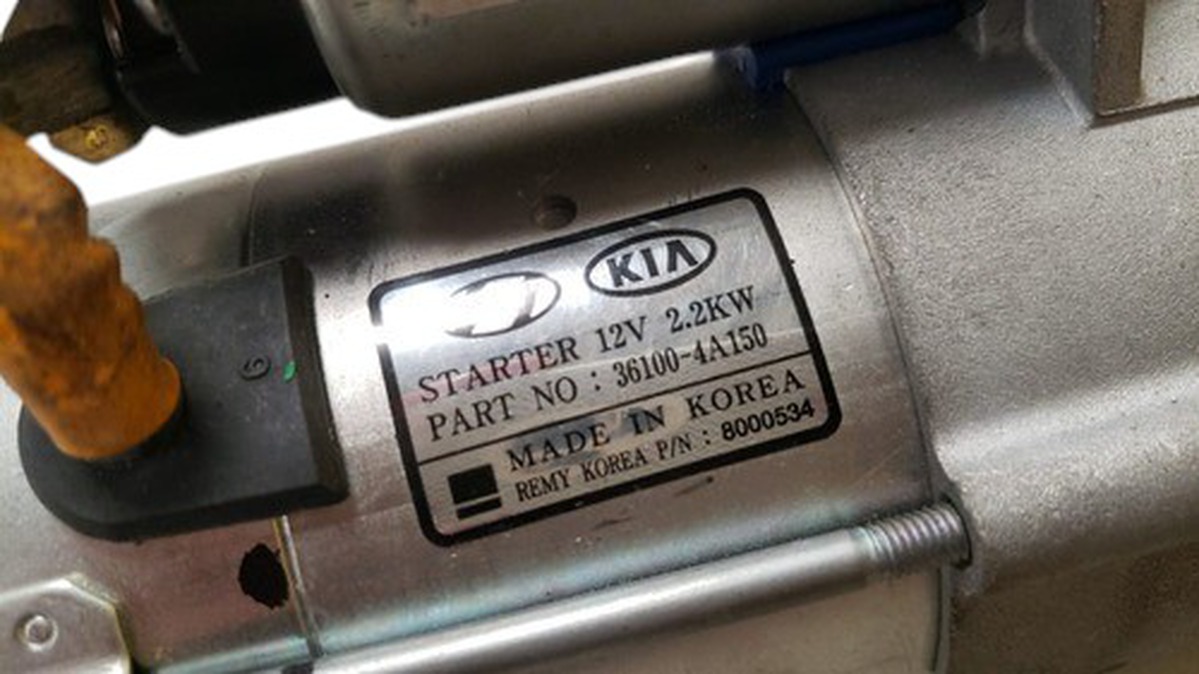 KIA
STARTER 12V 2.2KW
PART NO : 36100-4A150
MADE IN KOREA
REMY KOREA P/N : 8000534